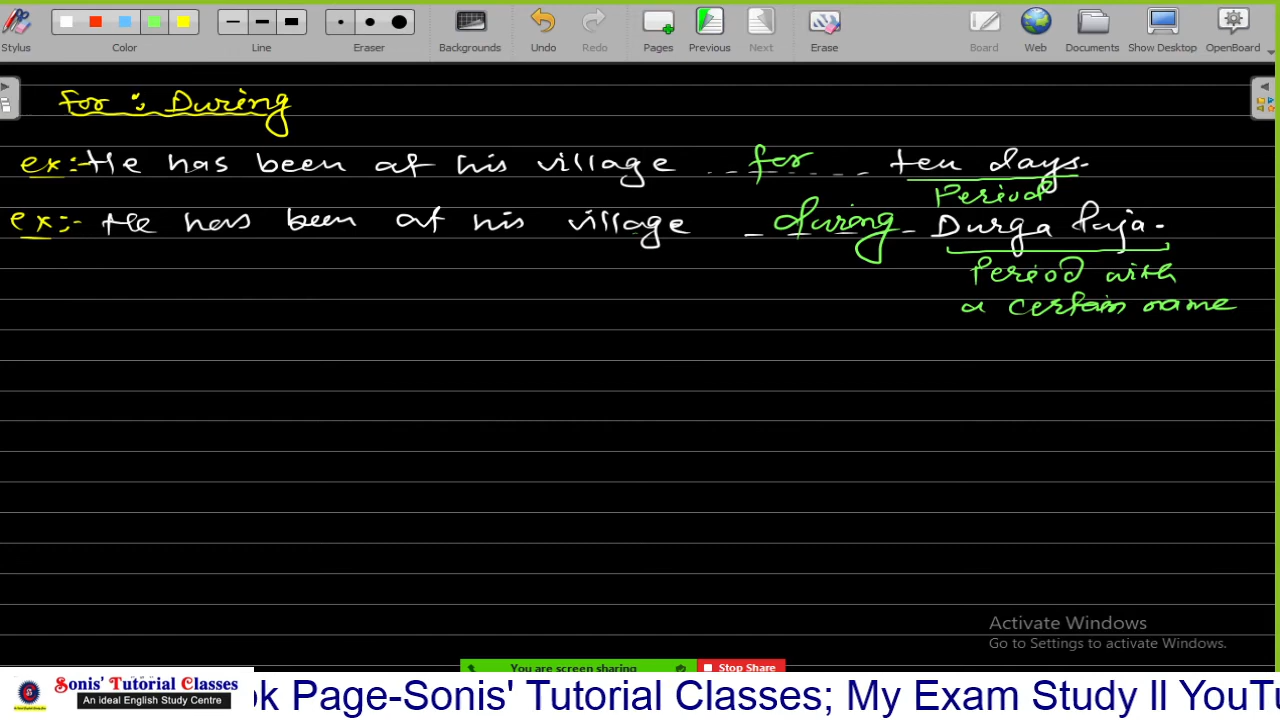 Stylus Color Line Eraser Backgrounds Undo Redo Pages Previous Next Erase Board Web Documents Show Desktop OpenBoard
For : During
ex:- He has been at his village ... for ... ten days.
Period
ex:- He has been at his village _ during _ Durga Puja.
Period with
a certain name
Activate Windows
Go to Settings to activate Windows.
You are screen sharing Stop Share
Sonis' Tutorial Classes
An ideal English Study Centre
ok Page-Sonis' Tutorial Classes; My Exam Study ll YouTu